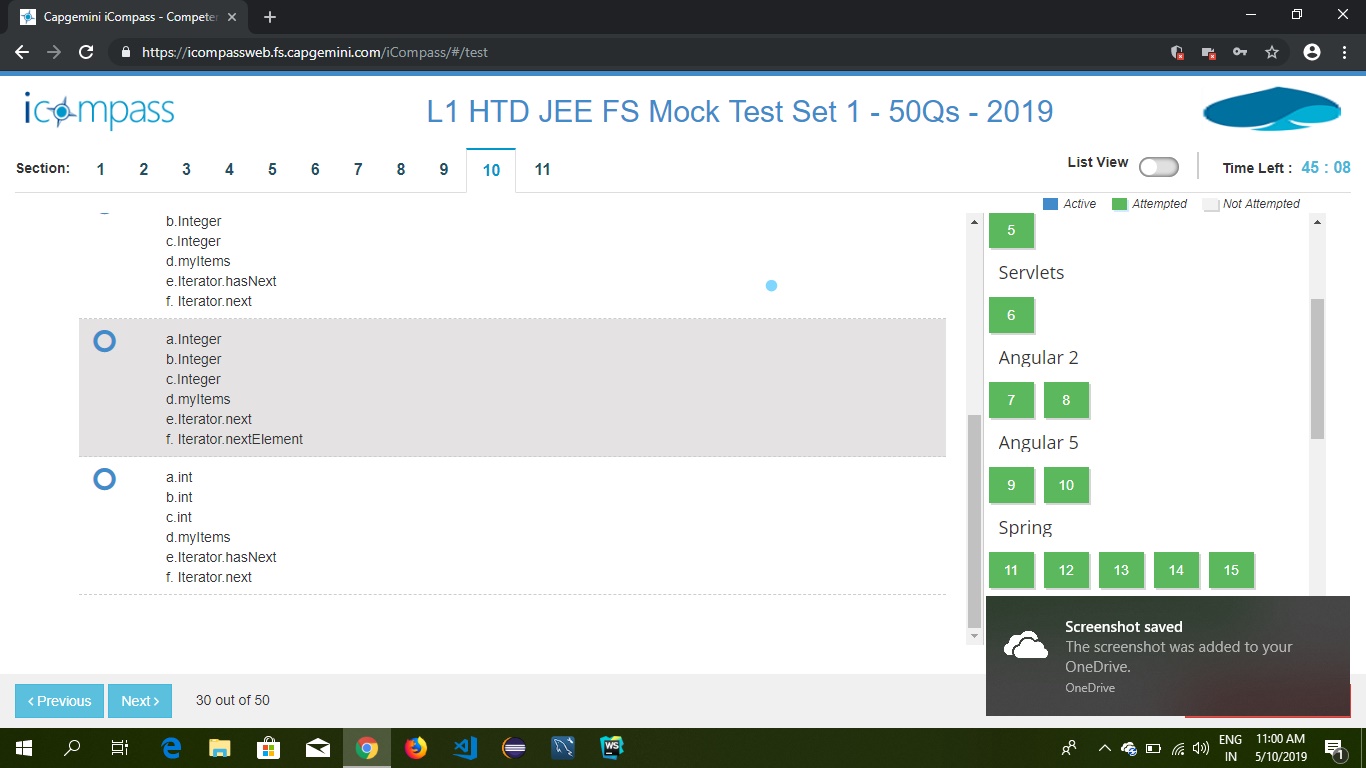 Capgemini iCompass - Competen
https://icompassweb.fs.capgemini.com/iCompass/#/test
icompass
L1 HTD JEE FS Mock Test Set 1 - 50Qs - 2019
Section: 1 2 3 4 5 6 7 8 9 10 11
List View
Time Left : 45 : 08
Active Attempted Not Attempted
b.Integer
c.Integer
d.myItems
e.Iterator.hasNext
f. Iterator.next
a.Integer
b.Integer
c.Integer
d.myItems
e.Iterator.next
f. Iterator.nextElement
a.int
b.int
c.int
d.myItems
e.Iterator.hasNext
f. Iterator.next
5
Servlets
6
Angular 2
7 8
Angular 5
9 10
Spring
11 12 13 14 15
Screenshot saved
The screenshot was added to your
OneDrive.
OneDrive
‹ Previous Next › 30 out of 50
WS
ENG
IN
11:00 AM
5/10/2019
1